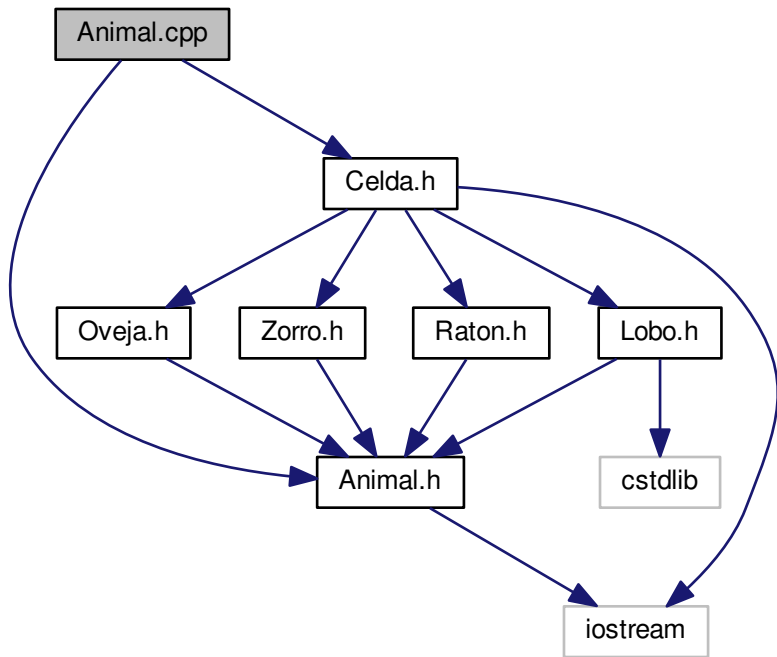 Animal.cpp
Celda.h
Oveja.h
Zorro.h
Raton.h
Lobo.h
Animal.h
cstdlib
iostream